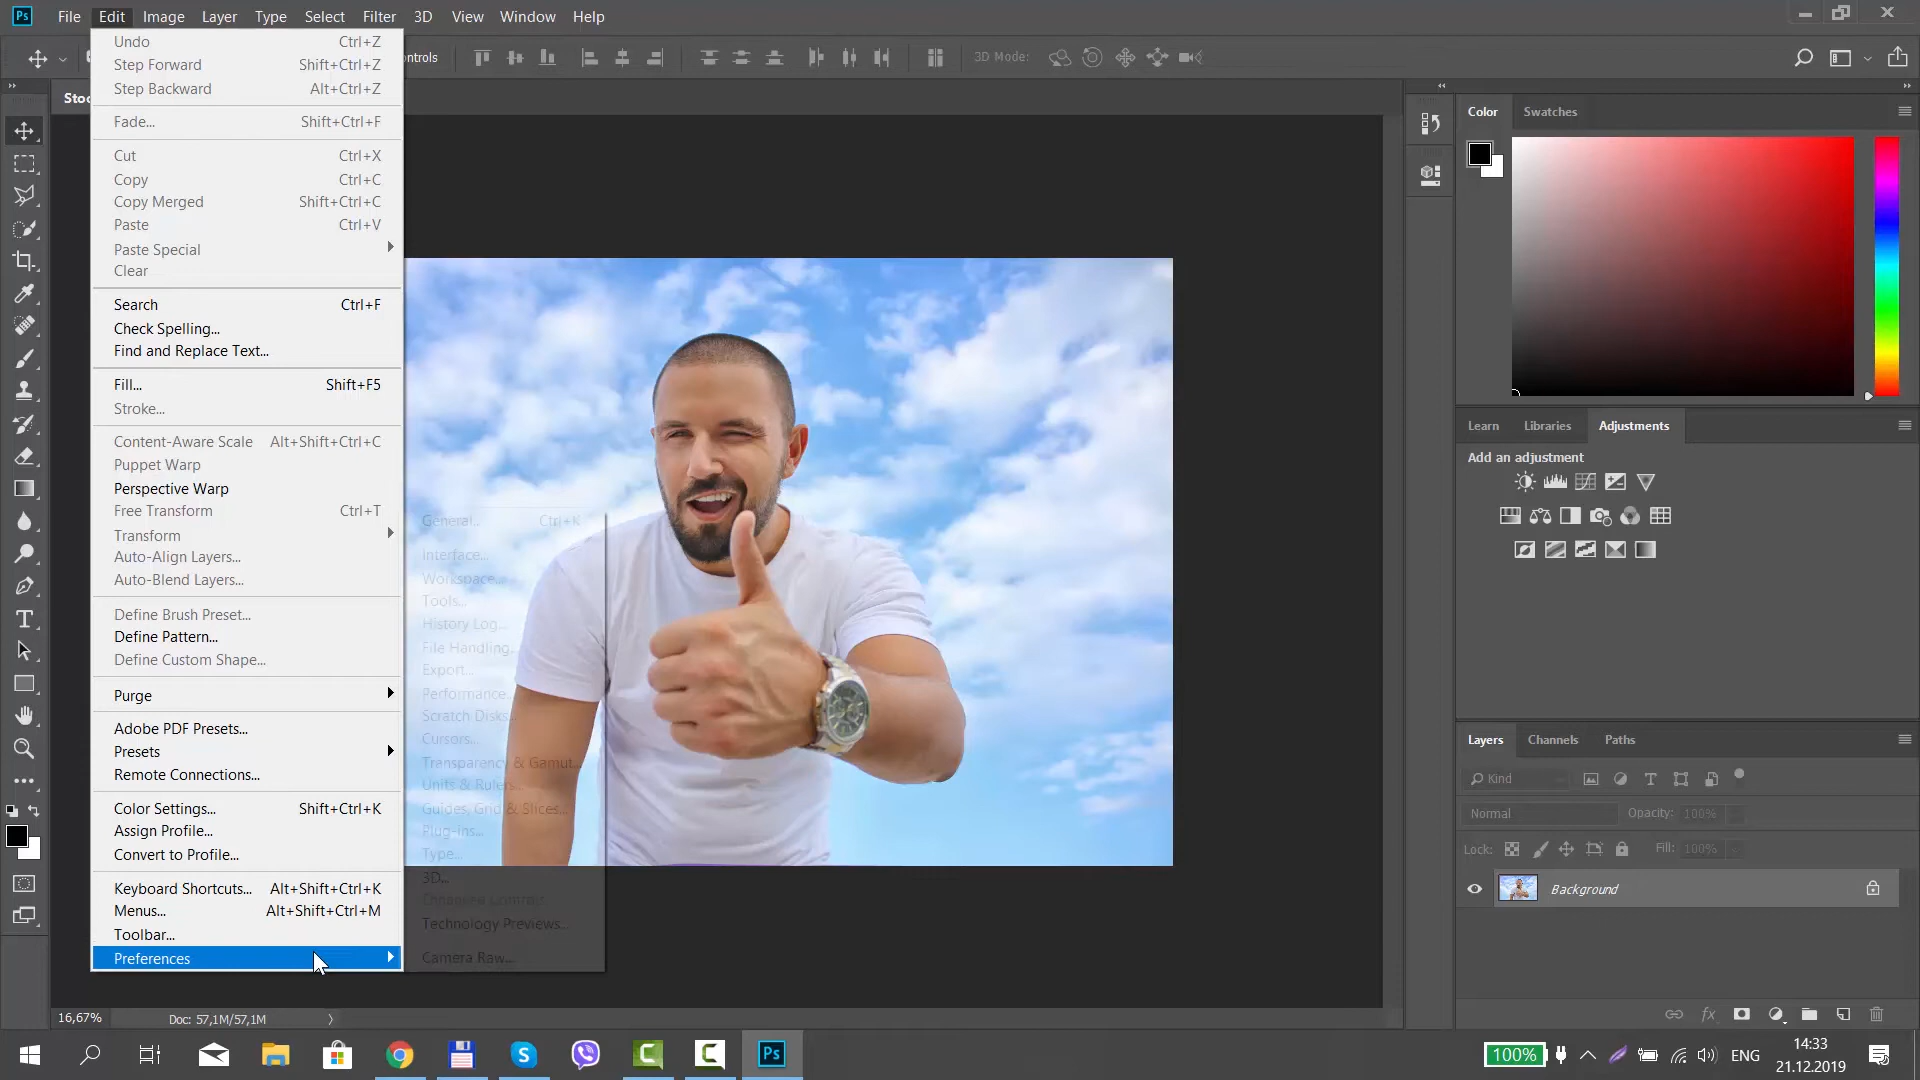 Ps File Edit Image Layer Type Select Filter 3D View Window Help
ontrols 3D Mode:
Stoc
Undo Ctrl+Z
Step Forward Shift+Ctrl+Z
Step Backward Alt+Ctrl+Z
Fade... Shift+Ctrl+F
Cut Ctrl+X
Copy Ctrl+C
Copy Merged Shift+Ctrl+C
Paste Ctrl+V
Paste Special
Clear
Search Ctrl+F
Check Spelling...
Find and Replace Text...
Fill... Shift+F5
Stroke...
Content-Aware Scale Alt+Shift+Ctrl+C
Puppet Warp
Perspective Warp
Free Transform Ctrl+T
Transform
Auto-Align Layers...
Auto-Blend Layers...
Define Brush Preset...
Define Pattern...
Define Custom Shape...
Purge
Adobe PDF Presets...
Presets
Remote Connections...
Color Settings... Shift+Ctrl+K
Assign Profile...
Convert to Profile...
Keyboard Shortcuts... Alt+Shift+Ctrl+K
Menus... Alt+Shift+Ctrl+M
Toolbar...
Preferences
General... Ctrl+K
Interface...
Workspace...
Tools...
History Log...
File Handling...
Export...
Performance...
Scratch Disks...
Cursors...
Transparency & Gamut...
Units & Rulers...
Guides, Grid & Slices...
Plug-Ins...
Type...
3D...
Enhanced Controls...
Technology Previews...
Camera Raw...
Color Swatches
Learn Libraries Adjustments
Add an adjustment
Layers Channels Paths
Kind
Normal Opacity: 100%
Lock: Fill: 100%
Background
16,67% Doc: 57,1M/57,1M
Ps
100% ENG 14:33
21.12.2019